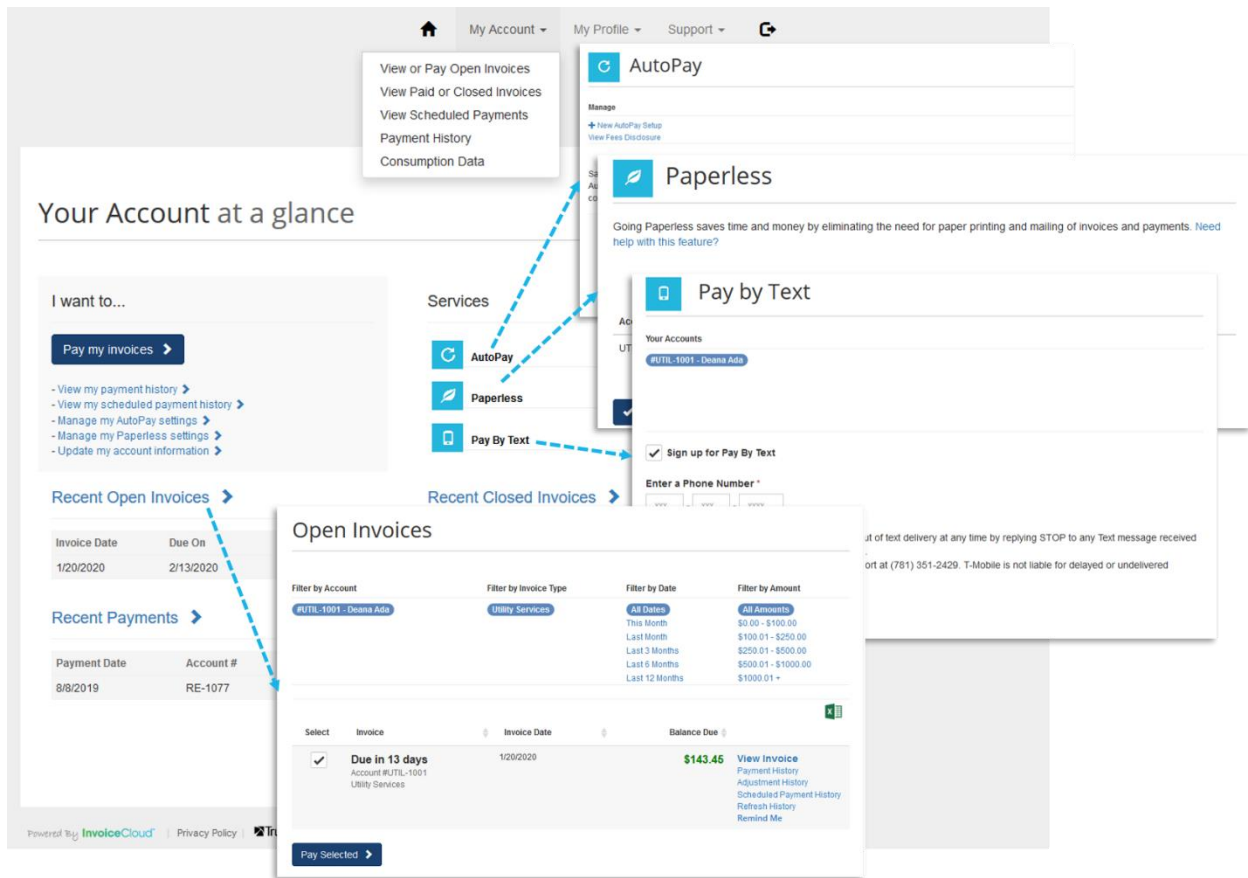 My Account
My Profile
Support
View or Pay Open Invoices
View Paid or Closed Invoices
View Scheduled Payments
Payment History
Consumption Data
AutoPay
Manage
+ New AutoPay Setup
View Fees Disclosure
Paperless
Going Paperless saves time and money by eliminating the need for paper printing and mailing of invoices and payments. Need
help with this feature?
Pay by Text
Your Accounts
#UTIL-1001 - Deana Ada
Sign up for Pay By Text
Enter a Phone Number *
of text delivery at any time by replying STOP to any Text message received
at (781) 351-2429. T-Mobile is not liable for delayed or undelivered
Your Account at a glance
I want to...
Pay my invoices
- View my payment history
- View my scheduled payment history
- Manage my AutoPay settings
- Manage my Paperless settings
- Update my account information
Services
AutoPay
Paperless
Pay By Text
Recent Open Invoices
Invoice Date Due On
1/20/2020 2/13/2020
Recent Closed Invoices
Recent Payments
Payment Date Account #
8/8/2019 RE-1077
Open Invoices
Filter by Account Filter by Invoice Type Filter by Date Filter by Amount
#UTIL-1001 - Deana Ada Utility Services All Dates All Amounts
This Month $0.00 - $100.00
Last Month $100.01 - $250.00
Last 3 Months $250.01 - $500.00
Last 6 Months $500.01 - $1000.00
Last 12 Months $1000.01 +
Select Invoice Invoice Date Balance Due
Due in 13 days 1/20/2020 $143.45 View Invoice
Account #UTIL-1001 Payment History
Utility Services Adjustment History
Scheduled Payment History
Refresh History
Remind Me
Pay Selected
Powered By InvoiceCloud | Privacy Policy |